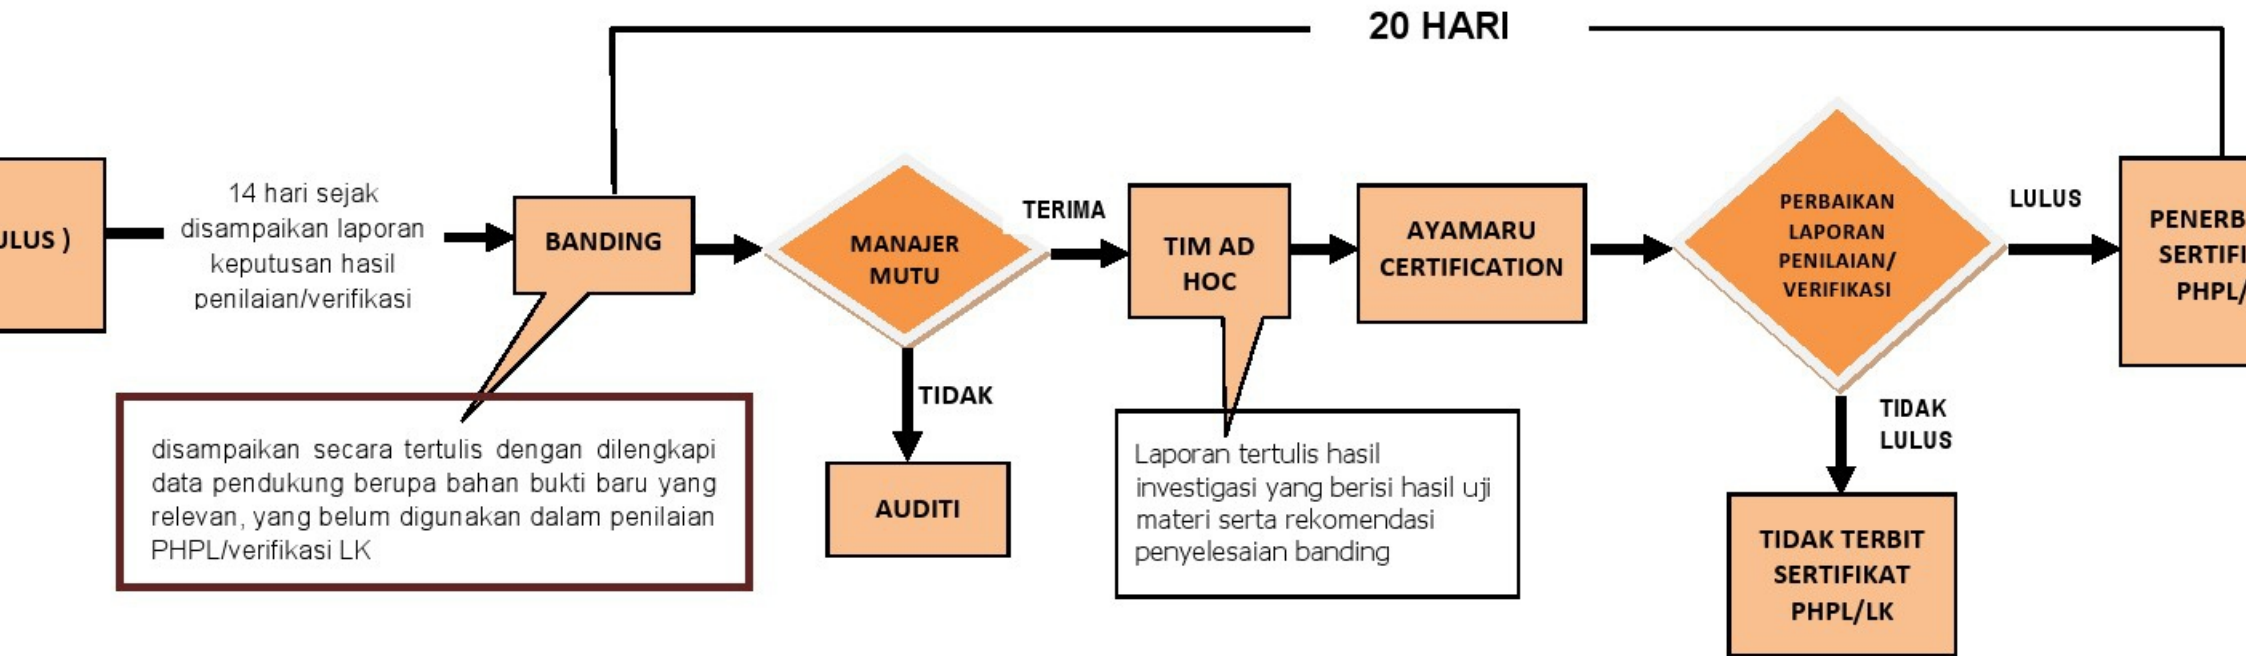 20 HARI
ULUS )
14 hari sejak
disampaikan laporan
keputusan hasil
penilaian/verifikasi
BANDING
MANAJER
MUTU
TERIMA
TIDAK
AUDITI
TIM AD
HOC
AYAMARU
CERTIFICATION
PERBAIKAN
LAPORAN
PENILAIAN/
VERIFIKASI
LULUS
PENERB
SERTIFI
PHPL/
TIDAK
LULUS
TIDAK TERBIT
SERTIFIKAT
PHPL/LK
disampaikan secara tertulis dengan dilengkapi
data pendukung berupa bahan bukti baru yang
relevan, yang belum digunakan dalam penilaian
PHPL/verifikasi LK
Laporan tertulis hasil
investigasi yang berisi hasil uji
materi serta rekomendasi
penyelesaian banding